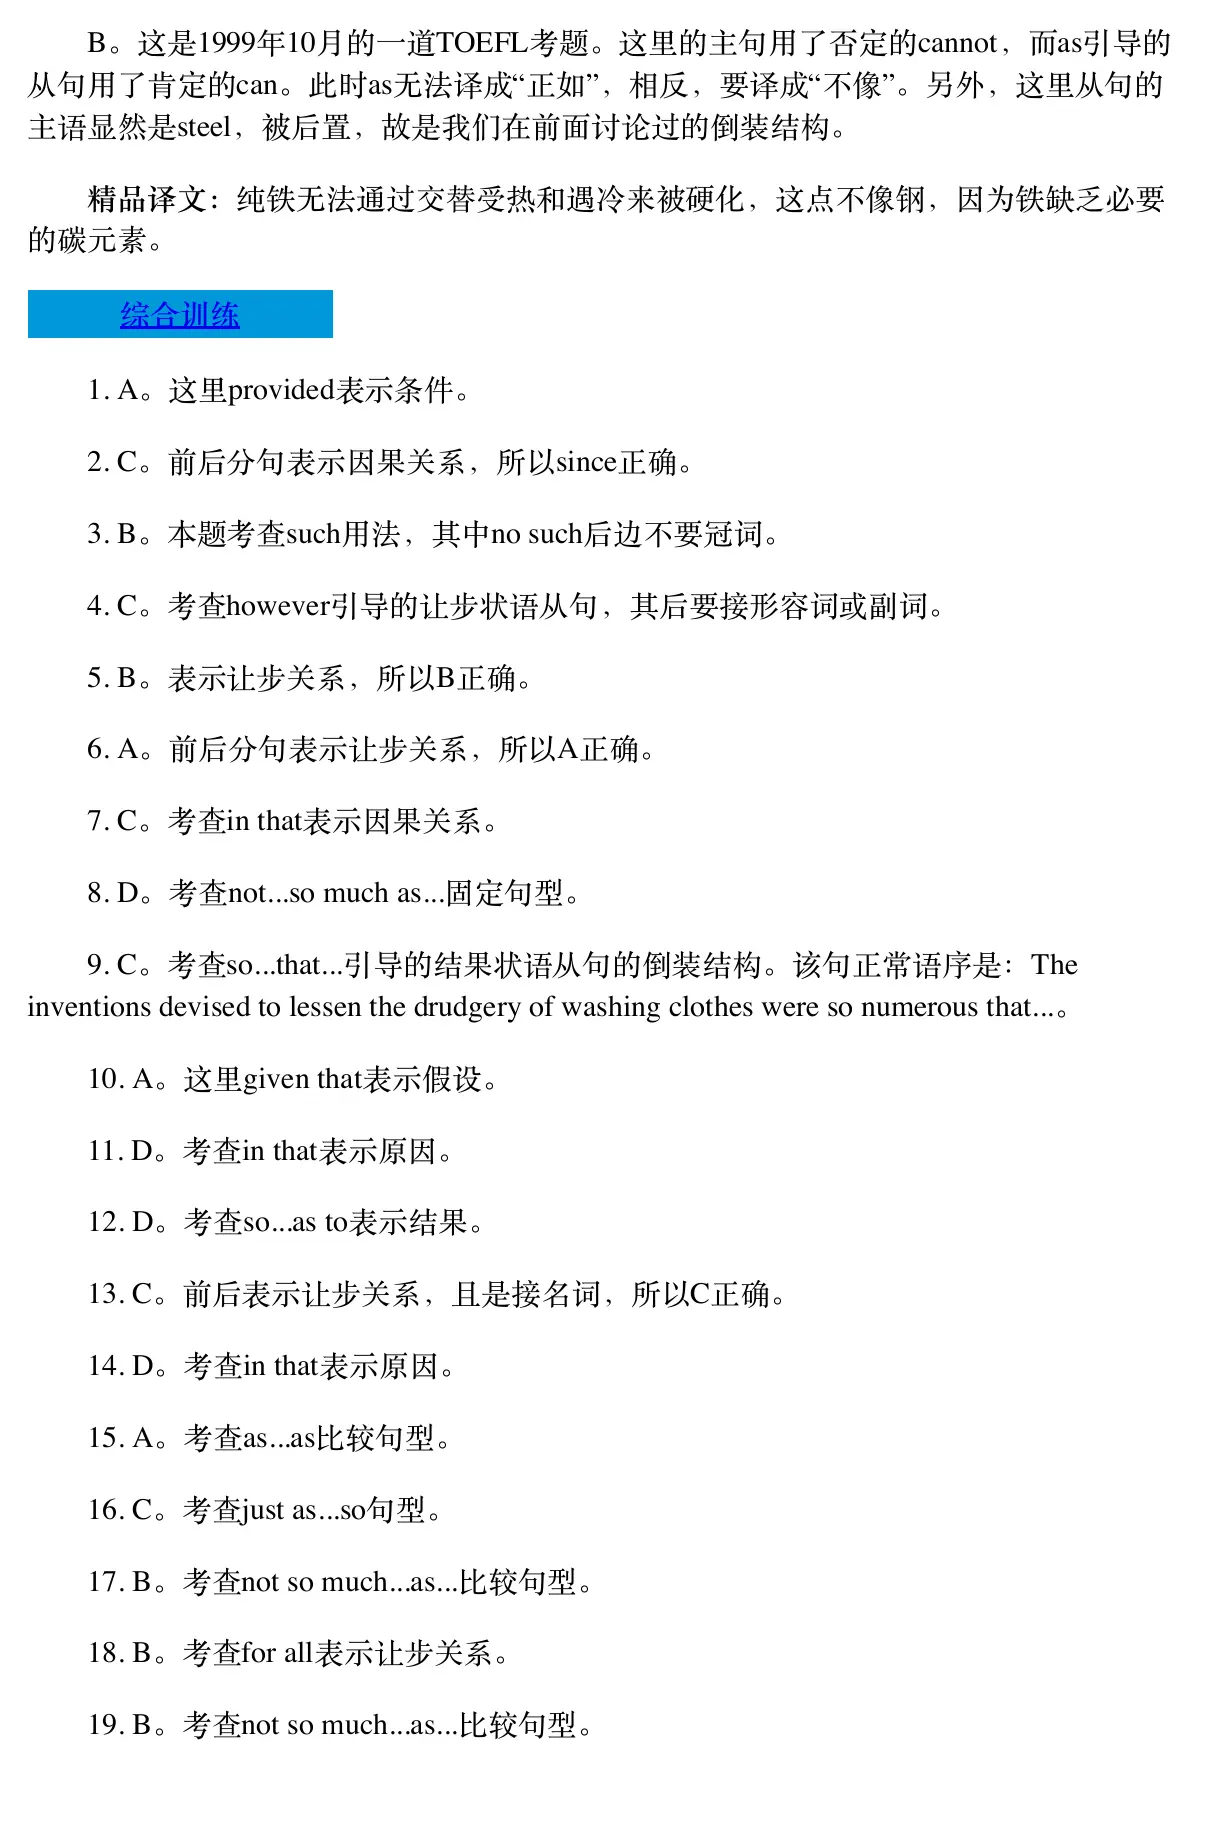 B。这是1999年10月的一道TOEFL考题。这里的主句用了否定的cannot，而as引导的
从句用了肯定的can。此时as无法译成“正如”，相反，要译成“不像”。另外，这里从句的
主语显然是steel，被后置，故是我们在前面讨论过的倒装结构。
精品译文：纯铁无法通过交替受热和遇冷来被硬化，这点不像钢，因为铁缺乏必要
的碳元素。
综合训练
1. A。这里provided表示条件。
2. C。前后分句表示因果关系，所以since正确。
3. B。本题考查such用法，其中no such后边不要冠词。
4. C。考查however引导的让步状语从句，其后要接形容词或副词。
5. B。表示让步关系，所以B正确。
6. A。前后分句表示让步关系，所以A正确。
7. C。考查in that表示因果关系。
8. D。考查not...so much as...固定句型。
9. C。考查so...that...引导的结果状语从句的倒装结构。该句正常语序是：The
inventions devised to lessen the drudgery of washing clothes were so numerous that...。
10. A。这里given that表示假设。
11. D。考查in that表示原因。
12. D。考查so...as to表示结果。
13. C。前后表示让步关系，且是接名词，所以C正确。
14. D。考查in that表示原因。
15. A。考查as...as比较句型。
16. C。考查just as...so句型。
17. B。考查not so much...as...比较句型。
18. B。考查for all表示让步关系。
19. B。考查not so much...as...比较句型。